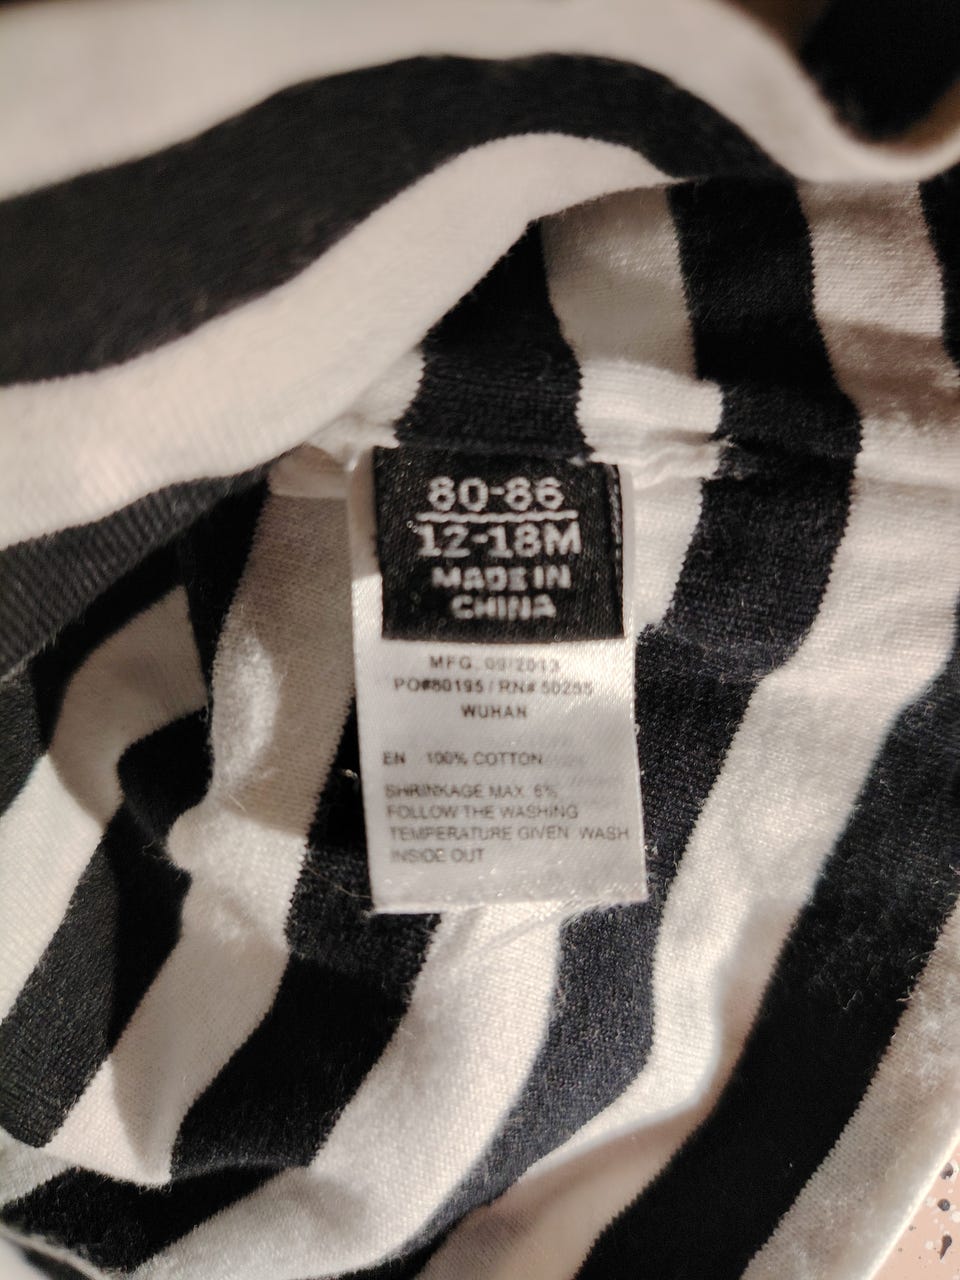 80-86
12-18M
MADE IN
CHINA
MFG. 09/2013
PO#80195 / RN# 50255
WUHAN
EN 100% COTTON
SHRINKAGE MAX. 6%,
FOLLOW THE WASHING
TEMPERATURE GIVEN WASH
INSIDE OUT